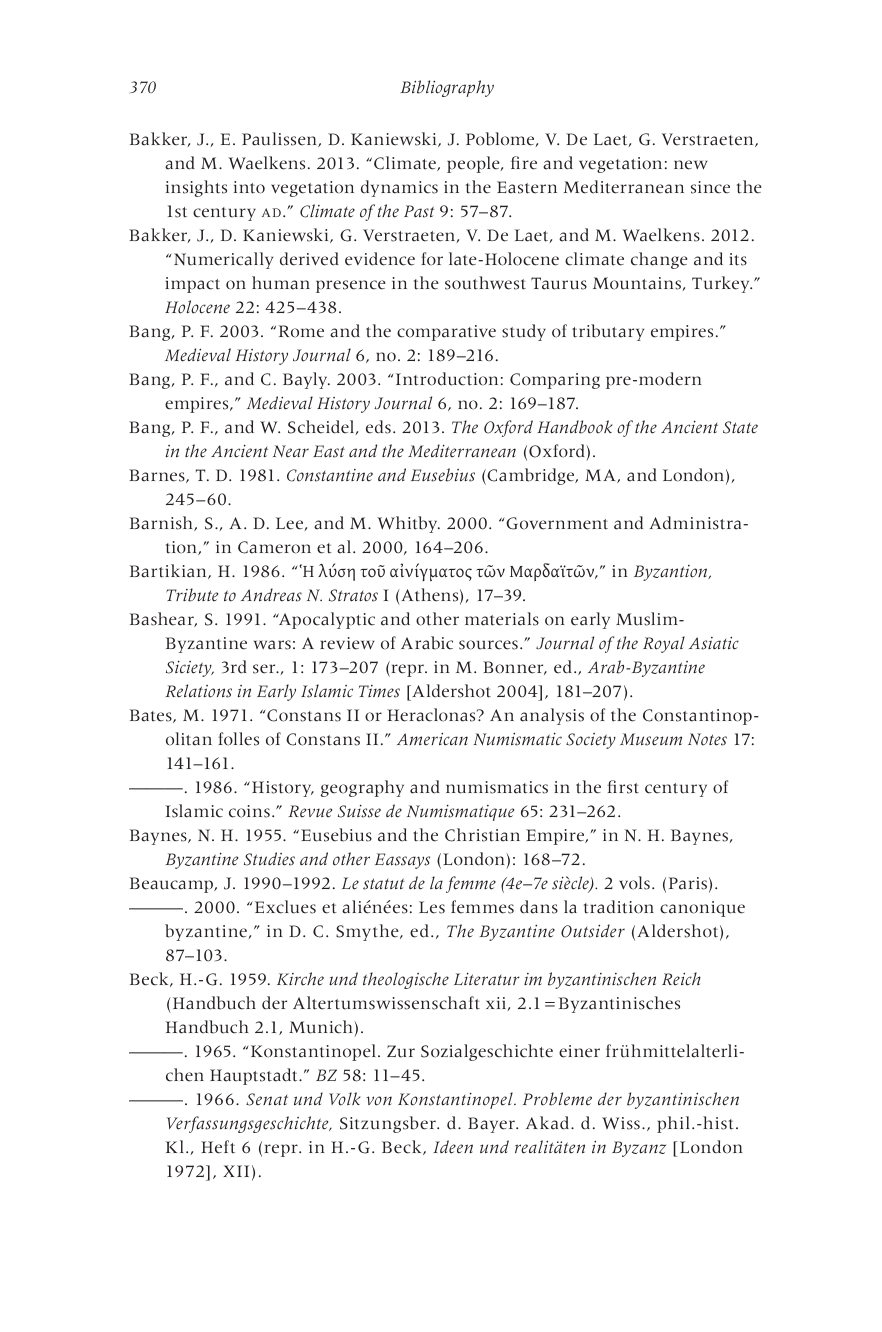 370 Bibliography
Bakker, J., E. Paulissen, D. Kaniewski, J. Poblome, V. De Laet, G. Verstraeten,
and M. Waelkens. 2013. “Climate, people, fire and vegetation: new
insights into vegetation dynamics in the Eastern Mediterranean since the
1st century AD.” Climate of the Past 9: 57–87.
Bakker, J., D. Kaniewski, G. Verstraeten, V. De Laet, and M. Waelkens. 2012.
“Numerically derived evidence for late-Holocene climate change and its
impact on human presence in the southwest Taurus Mountains, Turkey.”
Holocene 22: 425–438.
Bang, P. F. 2003. “Rome and the comparative study of tributary empires.”
Medieval History Journal 6, no. 2: 189–216.
Bang, P. F., and C. Bayly. 2003. “Introduction: Comparing pre-modern
empires,” Medieval History Journal 6, no. 2: 169–187.
Bang, P. F., and W. Scheidel, eds. 2013. The Oxford Handbook of the Ancient State
in the Ancient Near East and the Mediterranean (Oxford).
Barnes, T. D. 1981. Constantine and Eusebius (Cambridge, MA, and London),
245–60.
Barnish, S., A. D. Lee, and M. Whitby. 2000. “Government and Administra-
tion,” in Cameron et al. 2000, 164–206.
Bartikian, H. 1986. “Ἡ λύση τοῦ αἰνίγματος τῶν Μαρδαϊτῶν,” in Byzantion,
Tribute to Andreas N. Stratos I (Athens), 17–39.
Bashear, S. 1991. “Apocalyptic and other materials on early Muslim-
Byzantine wars: A review of Arabic sources.” Journal of the Royal Asiatic
Siciety, 3rd ser., 1: 173–207 (repr. in M. Bonner, ed., Arab-Byzantine
Relations in Early Islamic Times [Aldershot 2004], 181–207).
Bates, M. 1971. “Constans II or Heraclonas? An analysis of the Constantinop-
olitan folles of Constans II.” American Numismatic Society Museum Notes 17:
141–161.
———. 1986. “History, geography and numismatics in the first century of
Islamic coins.” Revue Suisse de Numismatique 65: 231–262.
Baynes, N. H. 1955. “Eusebius and the Christian Empire,” in N. H. Baynes,
Byzantine Studies and other Eassays (London): 168–72.
Beaucamp, J. 1990–1992. Le statut de la femme (4e–7e siècle). 2 vols. (Paris).
———. 2000. “Exclues et aliénées: Les femmes dans la tradition canonique
byzantine,” in D. C. Smythe, ed., The Byzantine Outsider (Aldershot),
87–103.
Beck, H.-G. 1959. Kirche und theologische Literatur im byzantinischen Reich
(Handbuch der Altertumswissenschaft xii, 2.1=Byzantinisches
Handbuch 2.1, Munich).
———. 1965. “Konstantinopel. Zur Sozialgeschichte einer frühmittelalterli-
chen Hauptstadt.” BZ 58: 11–45.
———. 1966. Senat und Volk von Konstantinopel. Probleme der byzantinischen
Verfassungsgeschichte, Sitzungsber. d. Bayer. Akad. d. Wiss., phil.-hist.
Kl., Heft 6 (repr. in H.-G. Beck, Ideen und realitäten in Byzanz [London
1972], XII).